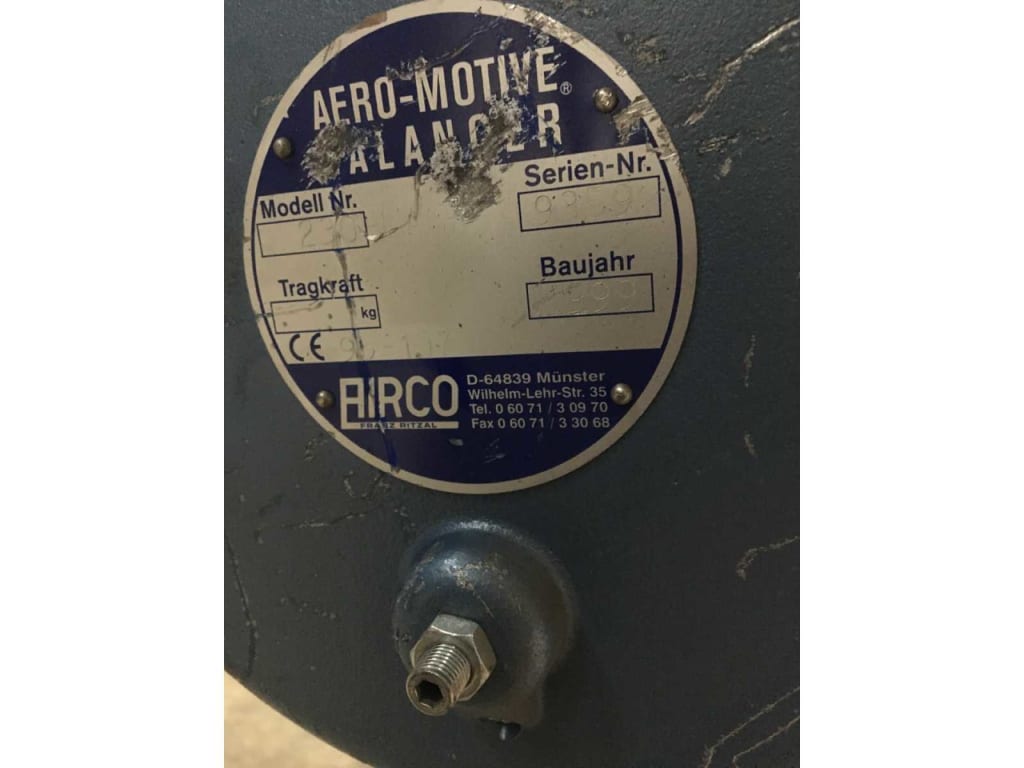 AERO-MOTIVE®
ALANCER
Serien-Nr.
Modell Nr.
Baujahr
Tragkraft
kg
CE
AIRCO
FRANZ RITZAL
D-64839 Münster
Wilhelm-Lehr-Str. 35
Tel. 0 60 71 / 3 09 70
Fax 0 60 71 / 3 30 68